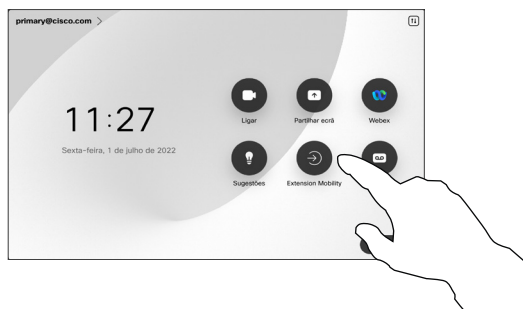 primary@cisco.com
11:27
Sexta-feira, 1 de julho de 2022
Ligar
Partilhar ecrã
Webex
Sugestões
Extension Mobility